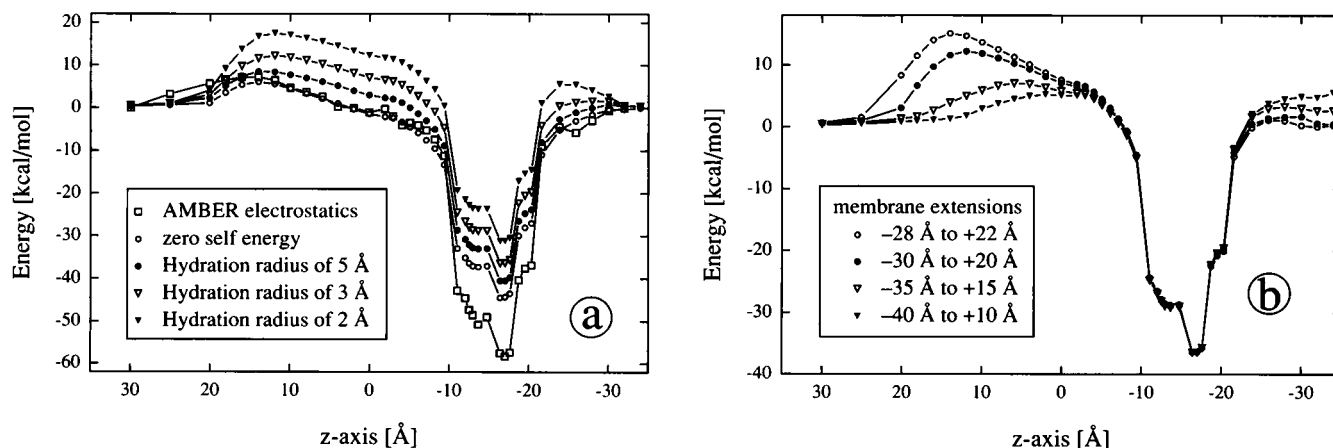 20
10
0
-10
-20
-30
-40
-50
-60
Energy [kcal/mol]
AMBER electrostatics
zero self energy
Hydration radius of 5 Å
Hydration radius of 3 Å
Hydration radius of 2 Å
a
30 20 10 0 -10 -20 -30
z-axis [Å]
10
0
-10
-20
-30
-40
Energy [kcal/mol]
membrane extensions
−28 Å to +22 Å
−30 Å to +20 Å
−35 Å to +15 Å
−40 Å to +10 Å
b
30 20 10 0 -10 -20 -30
z-axis [Å]